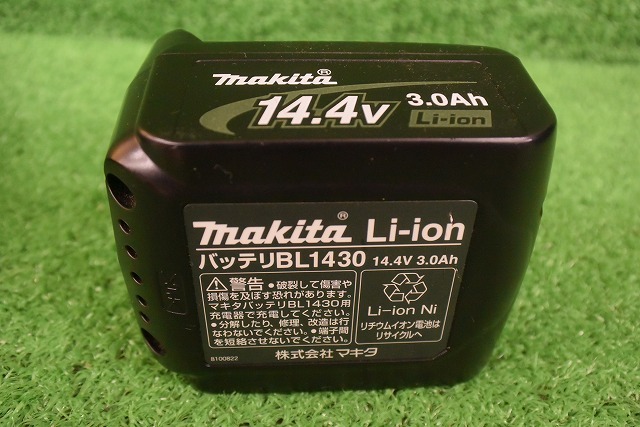 makita®
14.4V 3.0Ah
Li-ion
makita® Li-ion
バッテリBL1430 14.4V 3.0Ah
⚠警告 ●破裂して傷害や
損傷を及ぼす恐れがあります。
マキタバッテリBL1430用
充電器で充電してください。
●分解したり、修理、改造は行
なわないでください。●端子間
を短絡させないでください。
Li-ion Ni
リチウムイオン電池は
リサイクルへ
8100622
株式会社マキタ